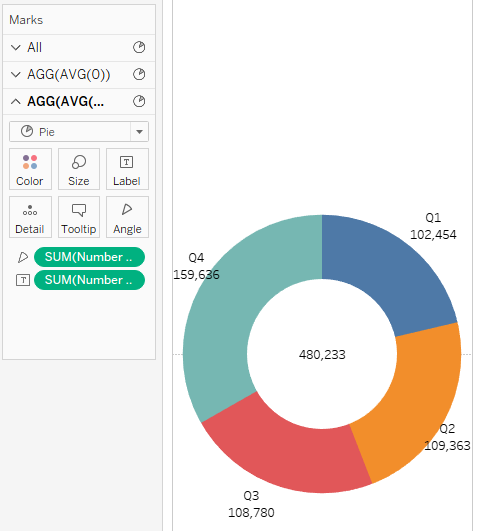 Marks
All
AGG(AVG(0))
AGG(AVG(...
Pie
Color
Size
Label
Detail
Tooltip
Angle
SUM(Number ..
SUM(Number ..
Q1
102,454
Q4
159,636
480,233
Q2
109,363
Q3
108,780